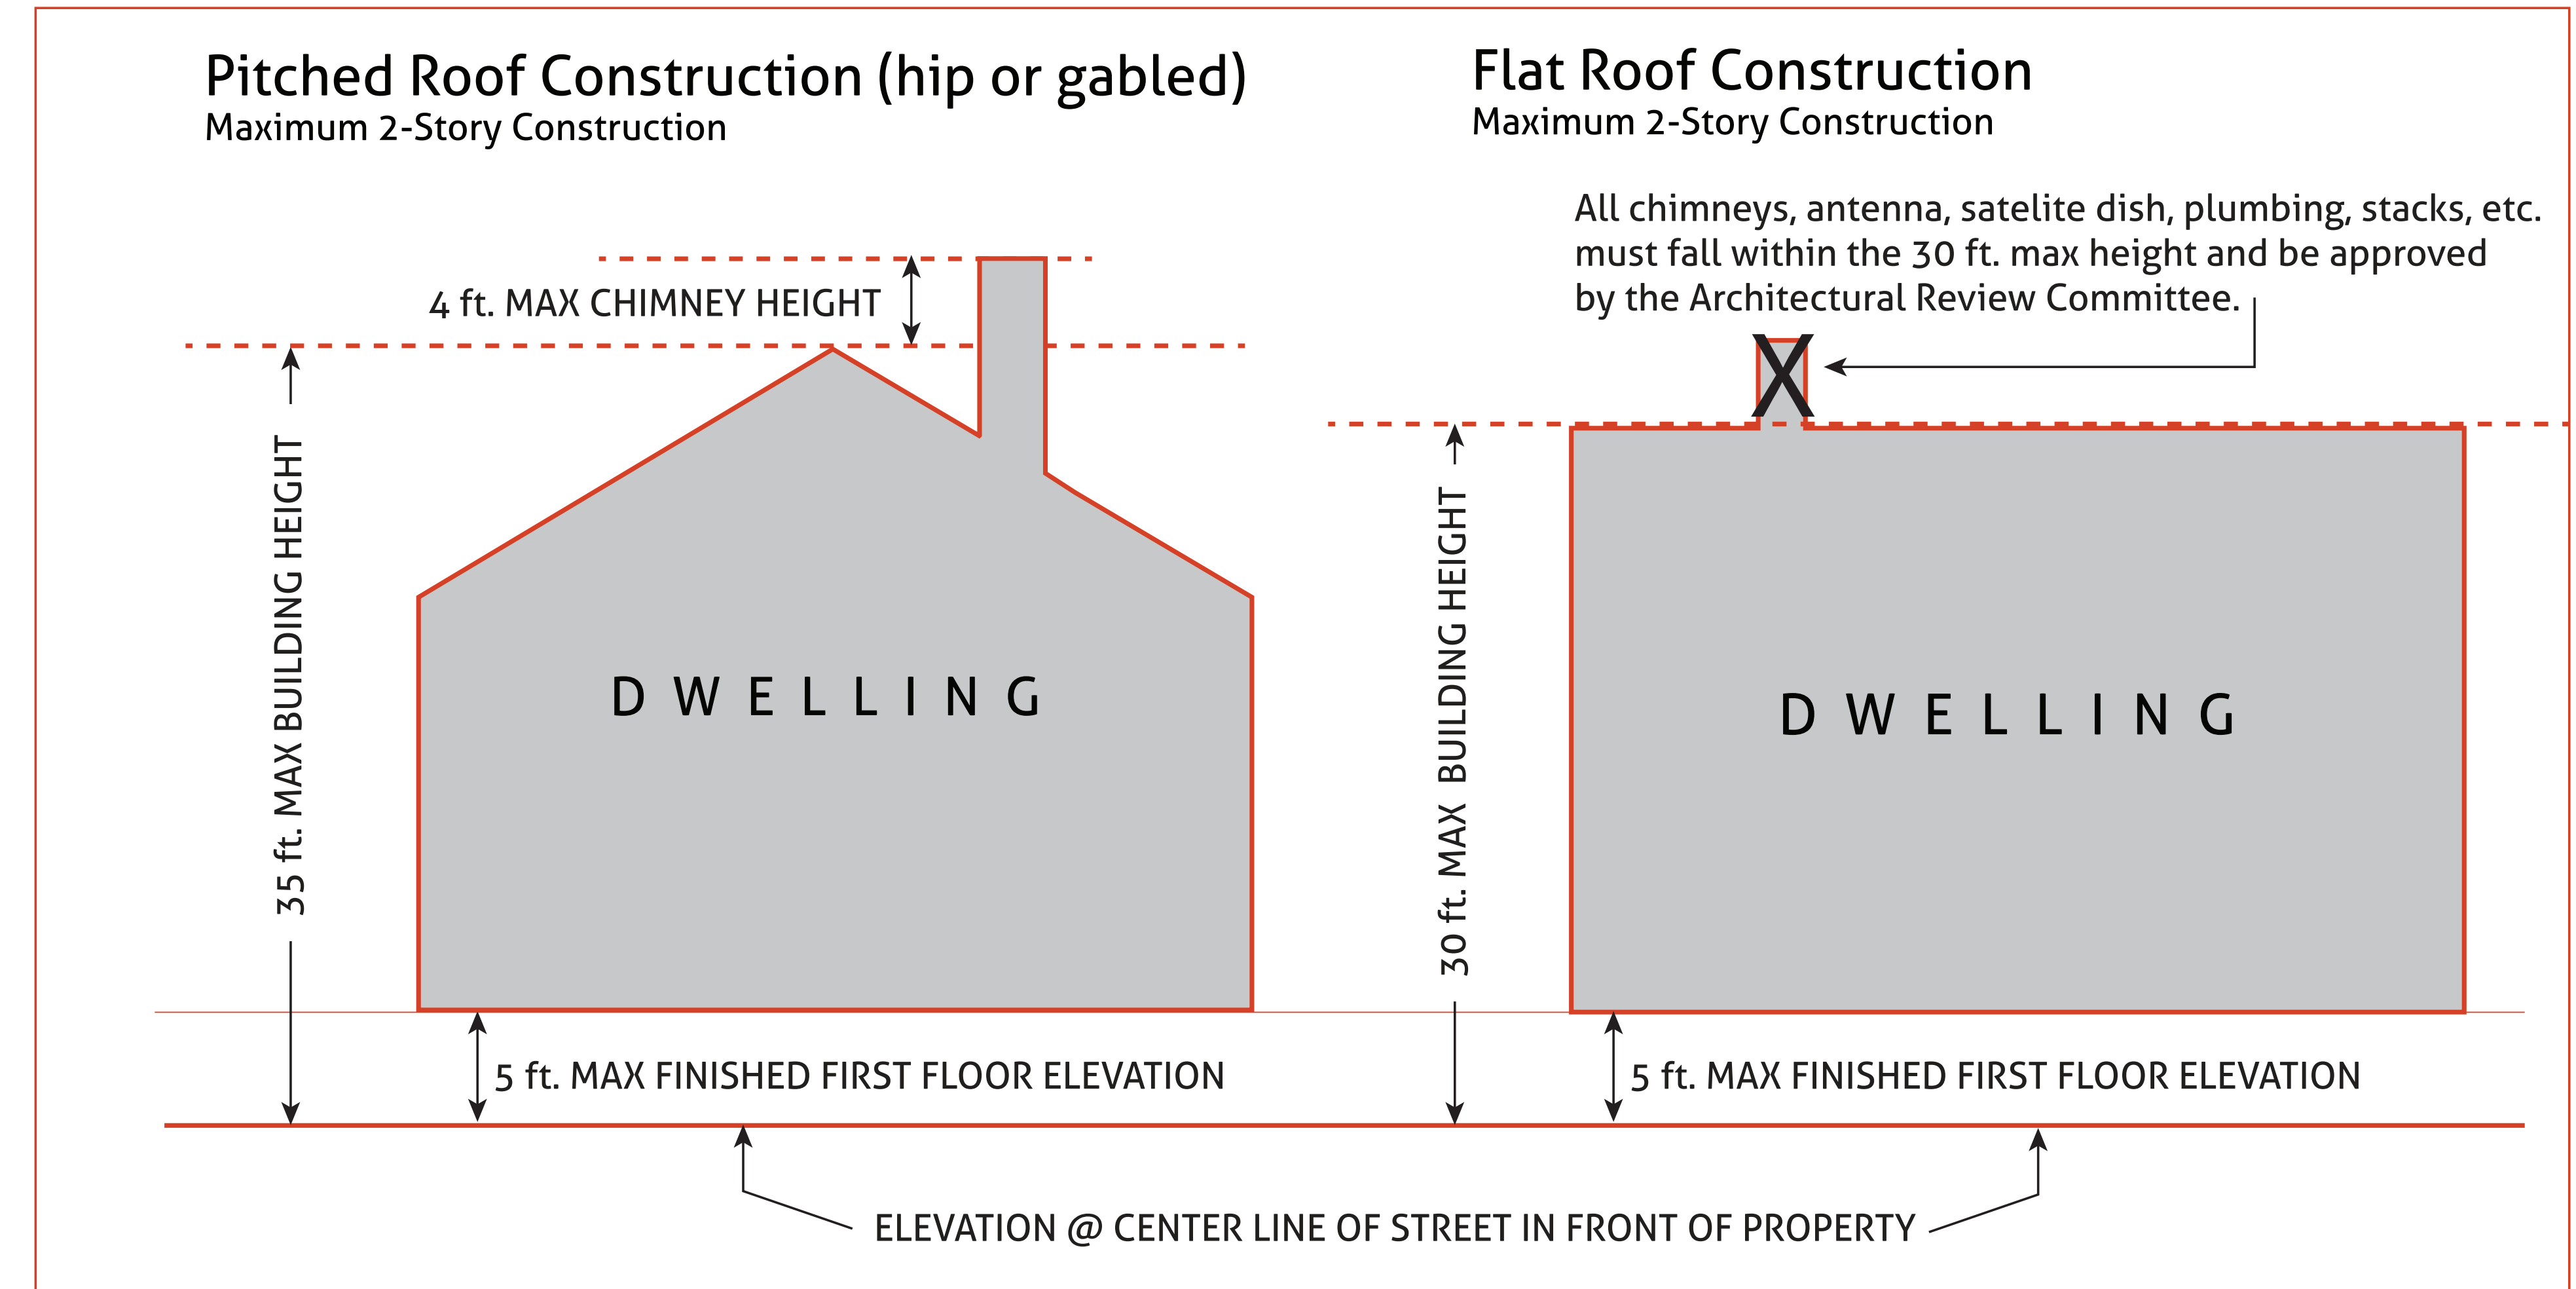 Pitched Roof Construction (hip or gabled)
Maximum 2-Story Construction
4 ft. MAX CHIMNEY HEIGHT
35 ft. MAX BUILDING HEIGHT
DWELLING
5 ft. MAX FINISHED FIRST FLOOR ELEVATION
Flat Roof Construction
Maximum 2-Story Construction
All chimneys, antenna, satelite dish, plumbing, stacks, etc.
must fall within the 30 ft. max height and be approved
by the Architectural Review Committee.
X
30 ft. MAX BUILDING HEIGHT
DWELLING
5 ft. MAX FINISHED FIRST FLOOR ELEVATION
ELEVATION @ CENTER LINE OF STREET IN FRONT OF PROPERTY